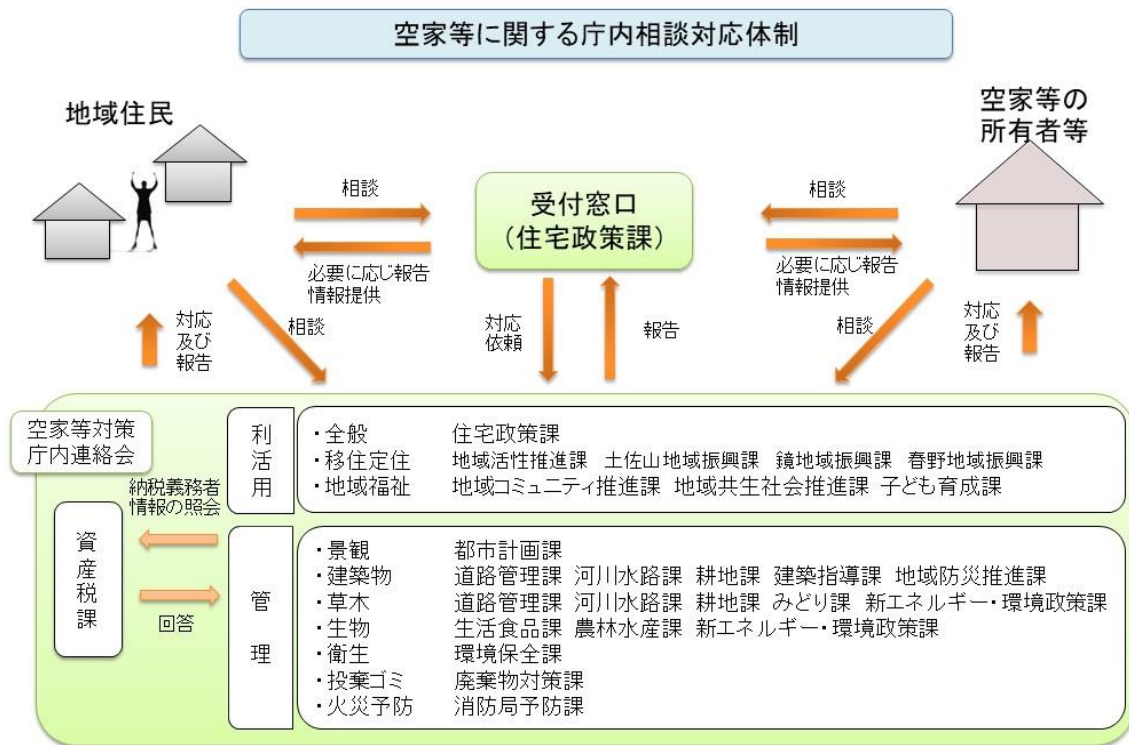 空家等に関する庁内相談対応体制
地域住民
空家等の
所有者等
相談
受付窓口
（住宅政策課）
相談
必要に応じ報告
情報提供
必要に応じ報告
情報提供
対応
及び
報告
相談
対応
依頼
報告
相談
対応
及び
報告
空家等対策
庁内連絡会
利活用
・全般 住宅政策課
・移住定住 地域活性推進課 土佐山地域振興課 鏡地域振興課 春野地域振興課
・地域福祉 地域コミュニティ推進課 地域共生社会推進課 子ども育成課
納税義務者
情報の照会
資産税課
回答
管理
・景観 都市計画課
・建築物 道路管理課 河川水路課 耕地課 建築指導課 地域防災推進課
・草木 道路管理課 河川水路課 耕地課 みどり課 新エネルギー・環境政策課
・生物 生活食品課 農林水産課 新エネルギー・環境政策課
・衛生 環境保全課
・投棄ゴミ 廃棄物対策課
・火災予防 消防局予防課